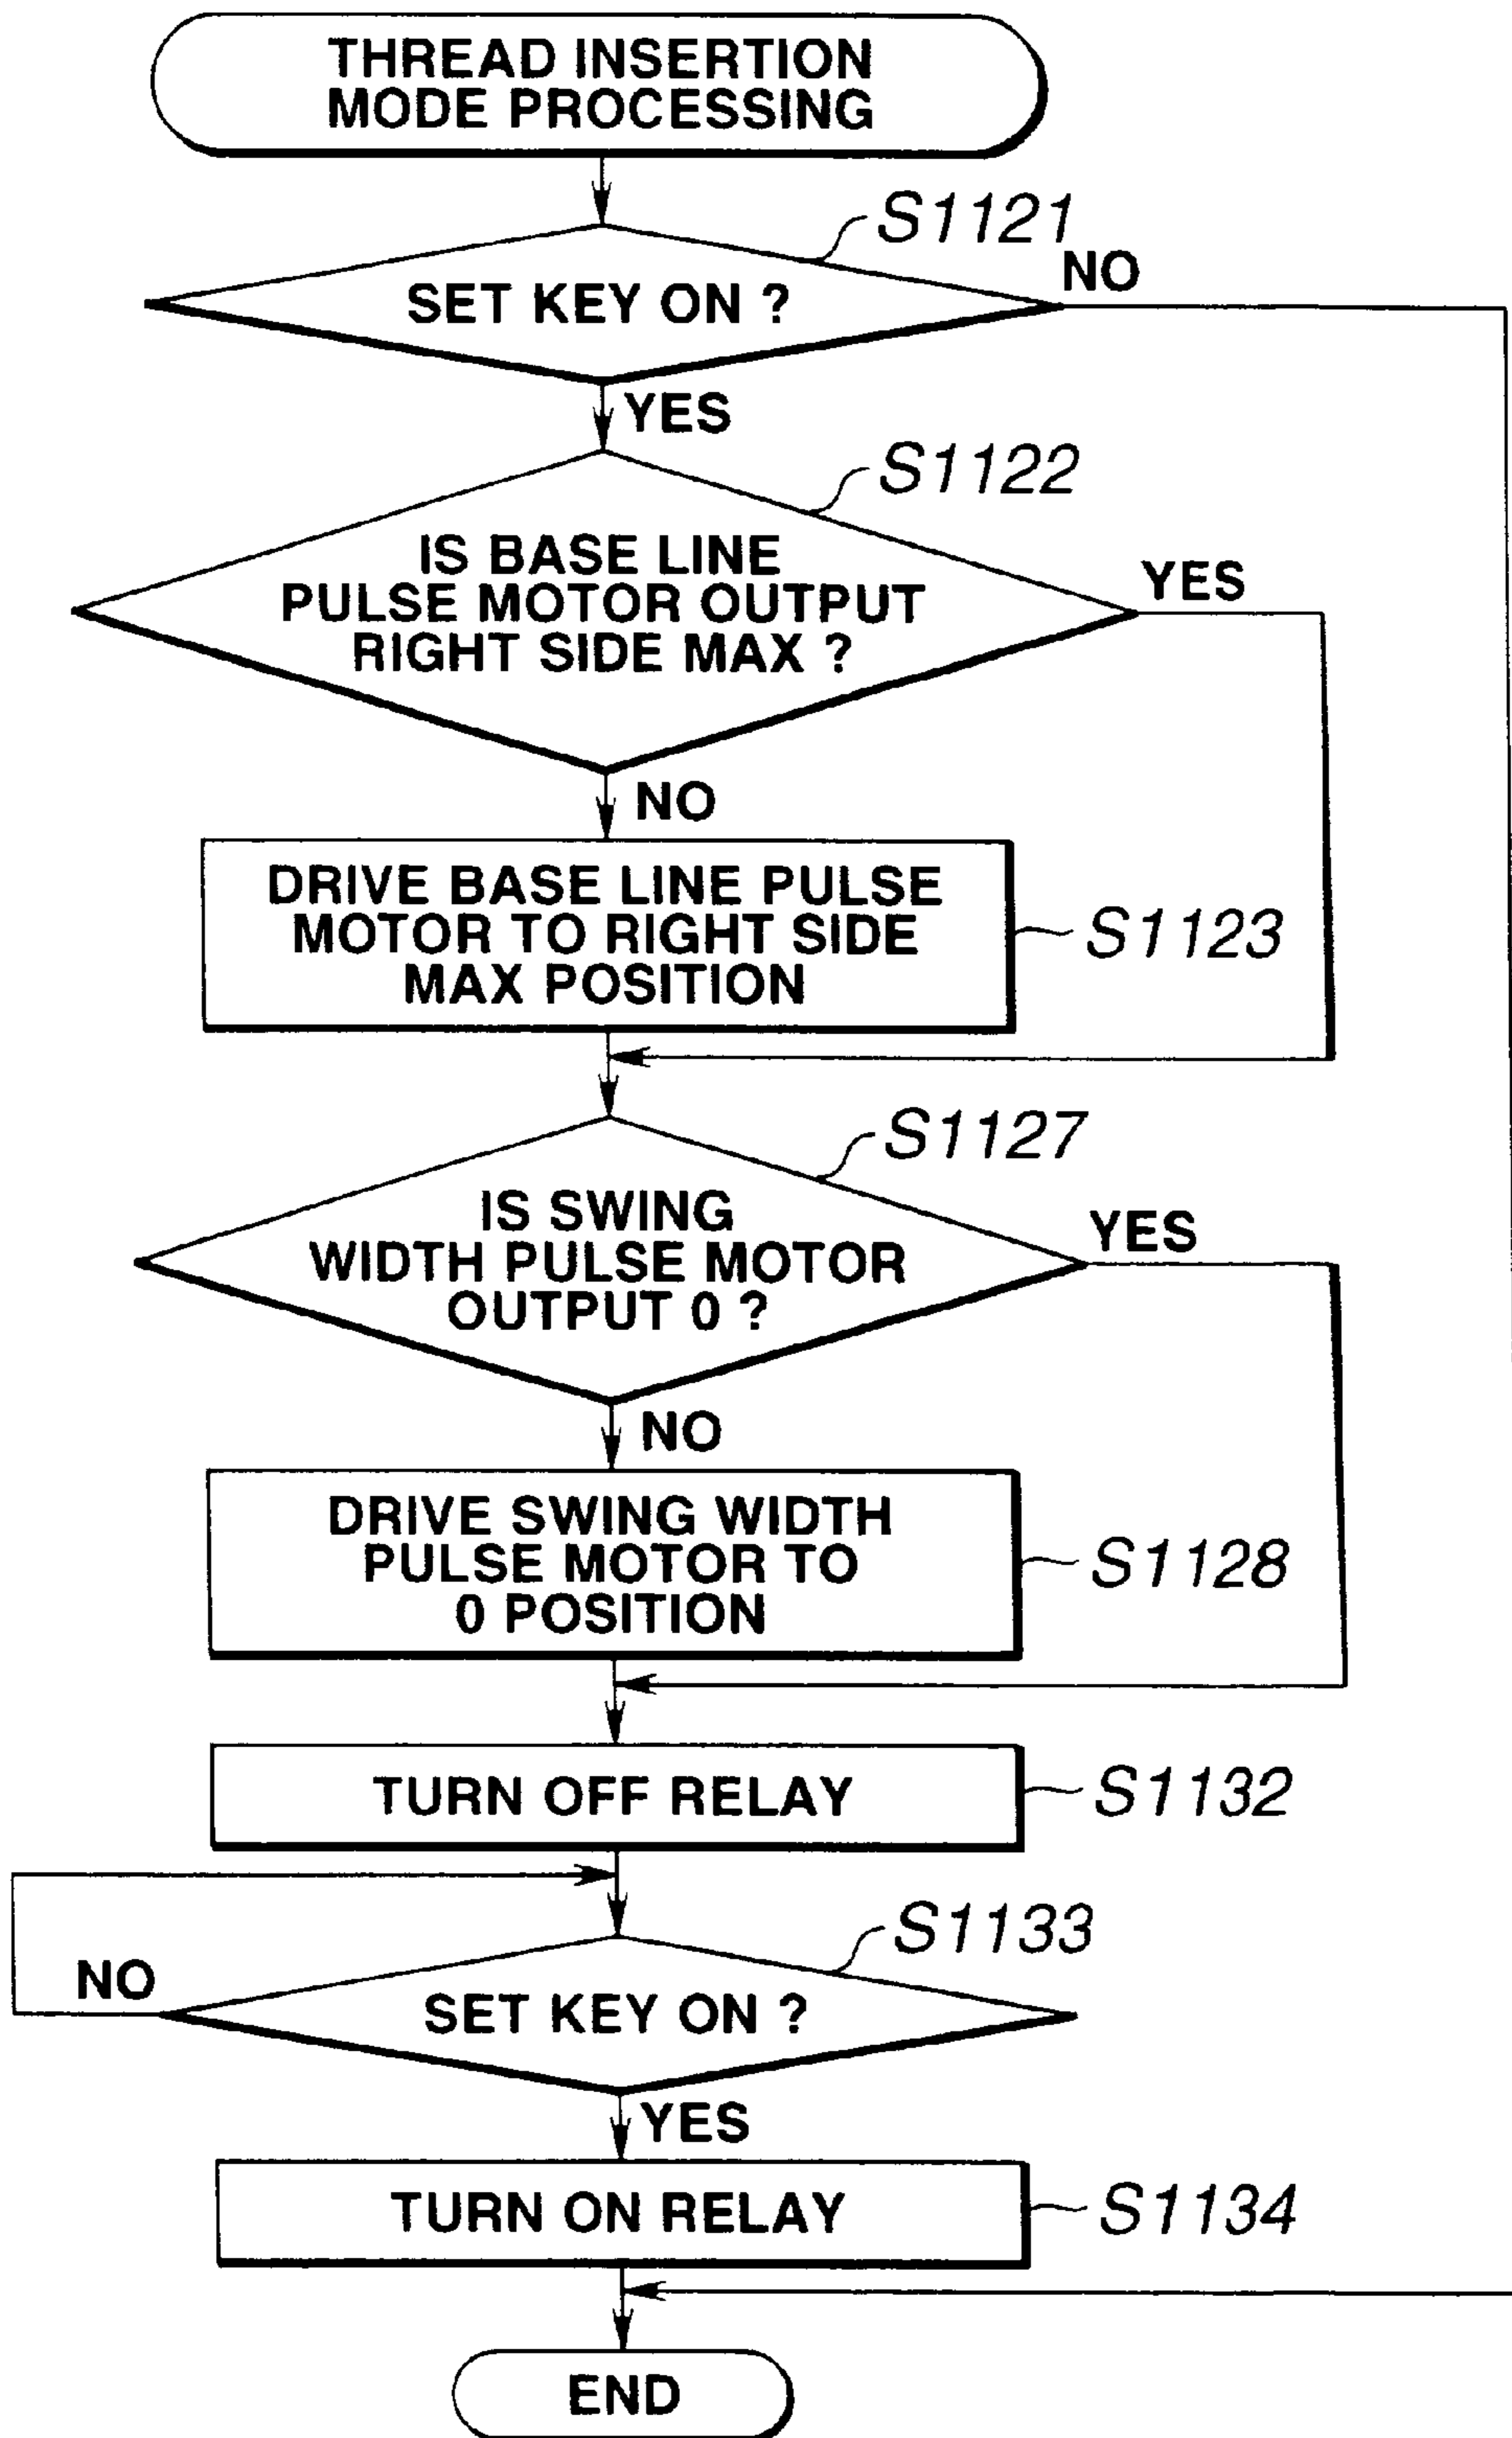 THREAD INSERTION
MODE PROCESSING
S1121
SET KEY ON ?
NO
YES
S1122
IS BASE LINE
PULSE MOTOR OUTPUT
RIGHT SIDE MAX ?
YES
NO
DRIVE BASE LINE PULSE
MOTOR TO RIGHT SIDE
MAX POSITION
S1123
S1127
IS SWING
WIDTH PULSE MOTOR
OUTPUT 0 ?
YES
NO
DRIVE SWING WIDTH
PULSE MOTOR TO
0 POSITION
S1128
TURN OFF RELAY
S1132
S1133
NO
SET KEY ON ?
YES
TURN ON RELAY
S1134
END